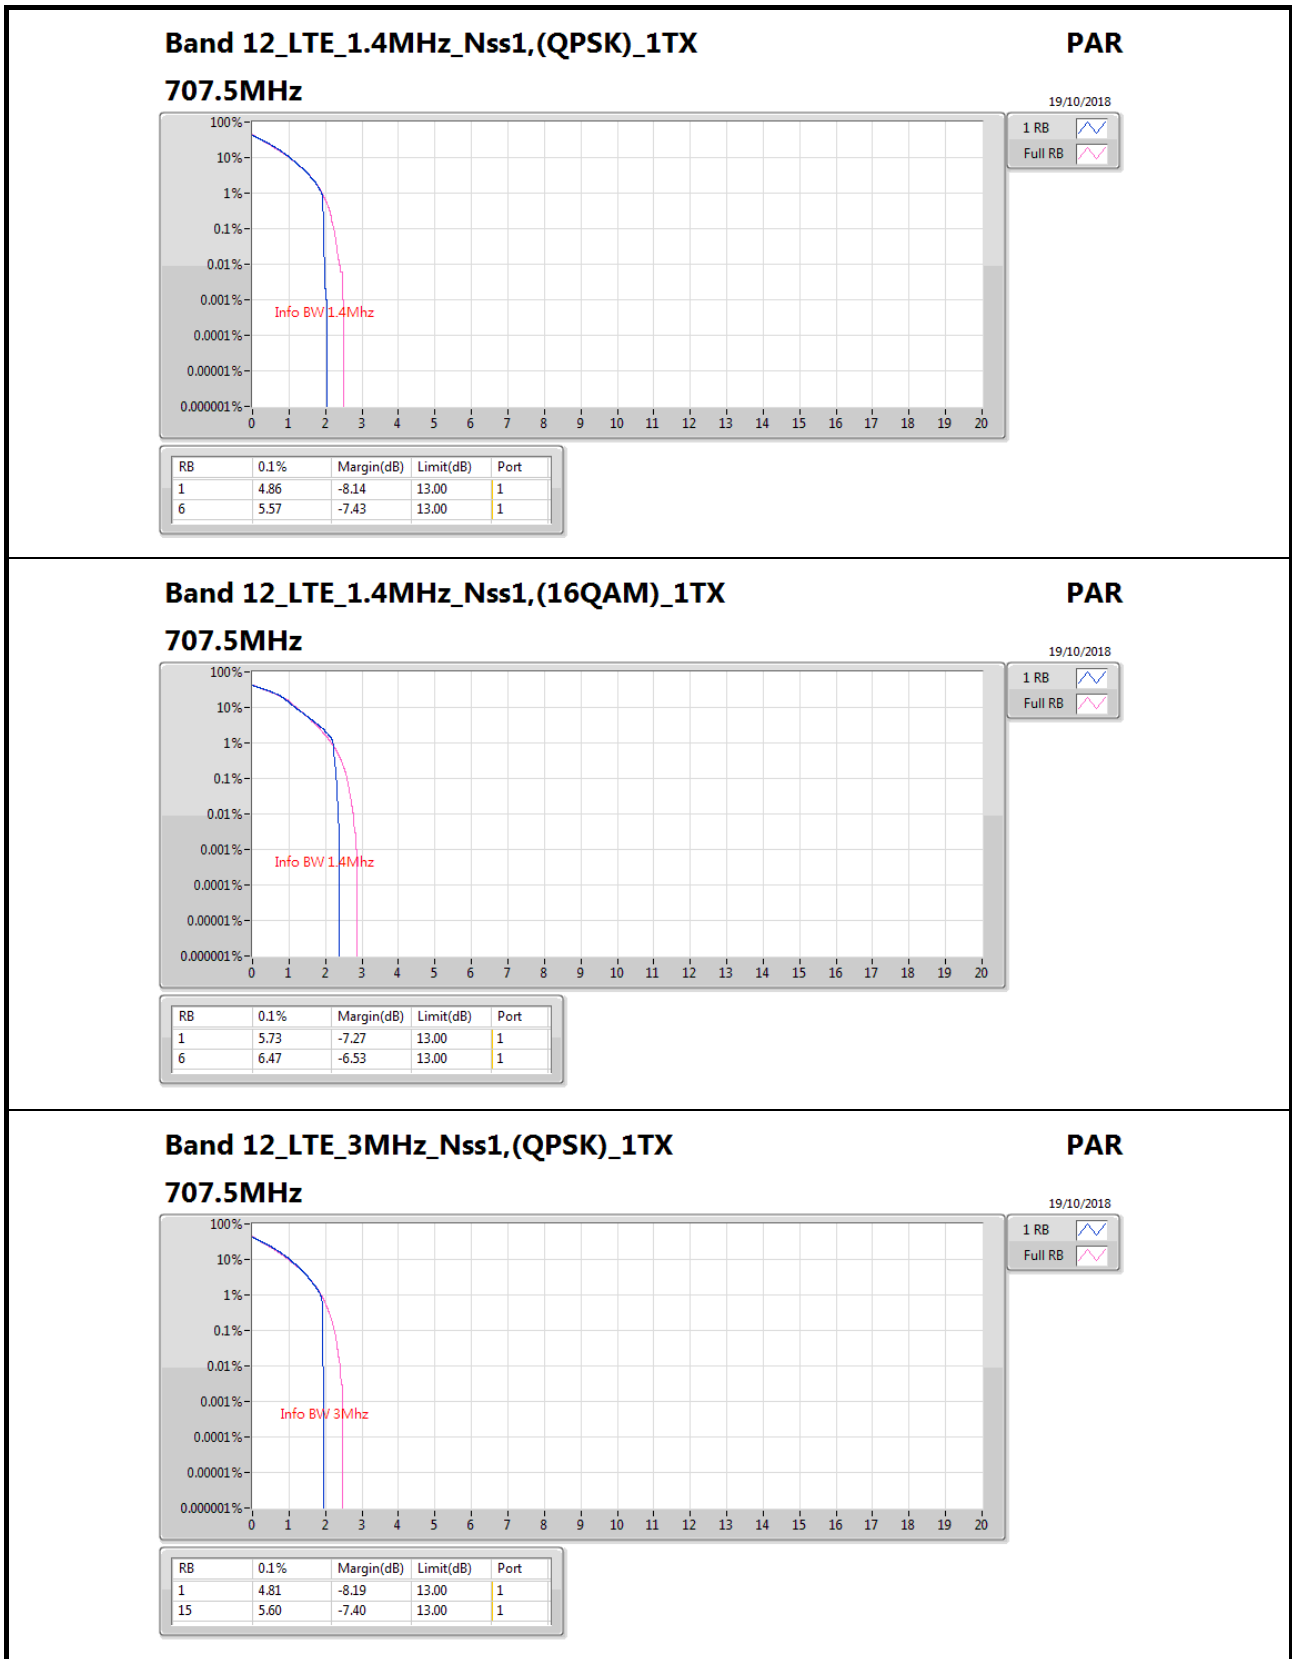 Band 12_LTE_1.4MHz_Nss1,(QPSK)_1TX PAR
707.5MHz
19/10/2018
100%
10%
1%
0.1%
0.01%
0.001%
0.0001%
0.00001%
0.000001%
Info BW 1.4Mhz
0 1 2 3 4 5 6 7 8 9 10 11 12 13 14 15 16 17 18 19 20
1 RB
Full RB
RB 0.1% Margin(dB) Limit(dB) Port
1 4.86 -8.14 13.00 1
6 5.57 -7.43 13.00 1
Band 12_LTE_1.4MHz_Nss1,(16QAM)_1TX PAR
707.5MHz
19/10/2018
100%
10%
1%
0.1%
0.01%
0.001%
0.0001%
0.00001%
0.000001%
Info BW 1.4Mhz
0 1 2 3 4 5 6 7 8 9 10 11 12 13 14 15 16 17 18 19 20
1 RB
Full RB
RB 0.1% Margin(dB) Limit(dB) Port
1 5.73 -7.27 13.00 1
6 6.47 -6.53 13.00 1
Band 12_LTE_3MHz_Nss1,(QPSK)_1TX PAR
707.5MHz
19/10/2018
100%
10%
1%
0.1%
0.01%
0.001%
0.0001%
0.00001%
0.000001%
Info BW 3Mhz
0 1 2 3 4 5 6 7 8 9 10 11 12 13 14 15 16 17 18 19 20
1 RB
Full RB
RB 0.1% Margin(dB) Limit(dB) Port
1 4.81 -8.19 13.00 1
15 5.60 -7.40 13.00 1